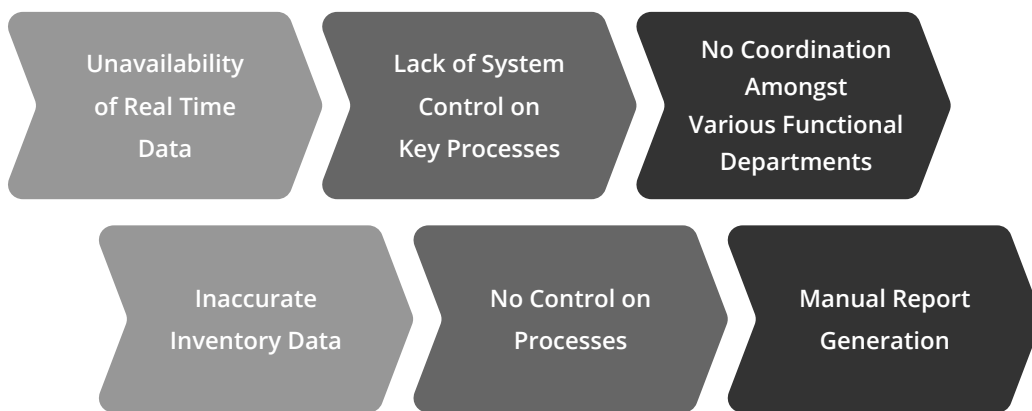 Unavailability
of Real Time
Data
Lack of System
Control on
Key Processes
No Coordination
Amongst
Various Functional
Departments
Inaccurate
Inventory Data
No Control on
Processes
Manual Report
Generation